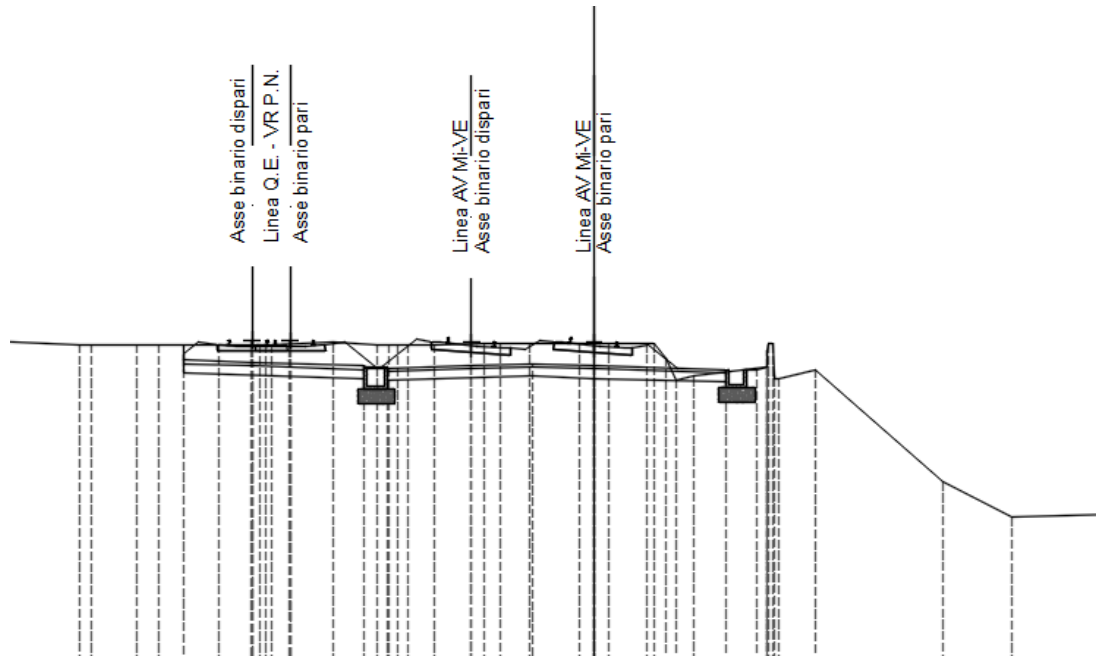 Asse binario dispari
Linea Q.E. - VR P.N.
Asse binario pari
Linea AV Mi-VE
Asse binario dispari
Linea AV Mi-VE
Asse binario pari